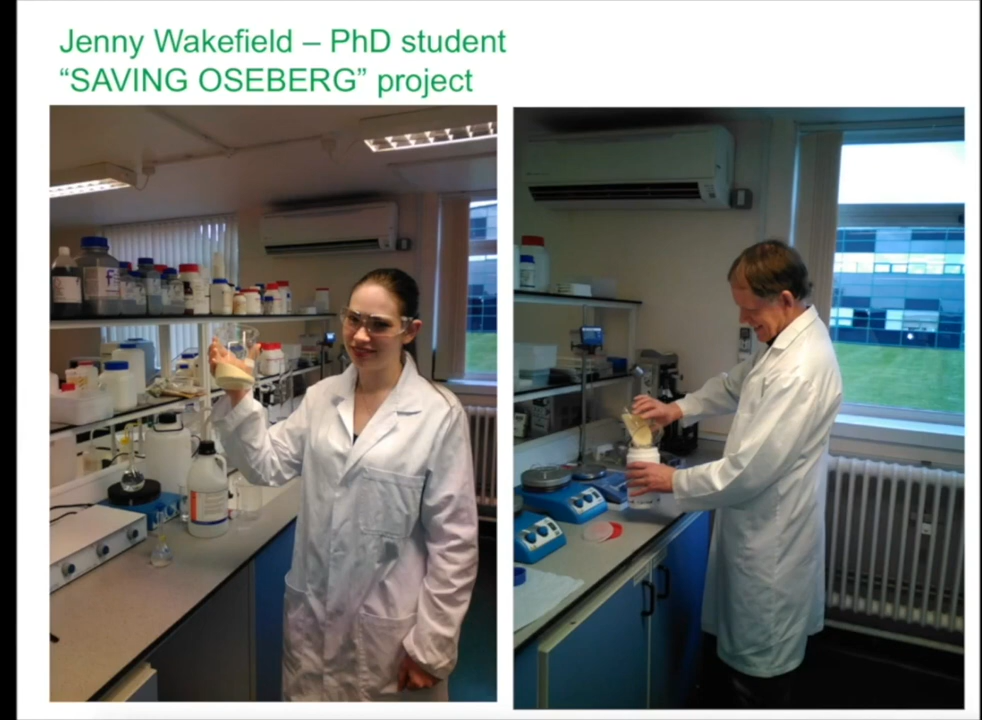 Jenny Wakefield – PhD student
“SAVING OSEBERG” project